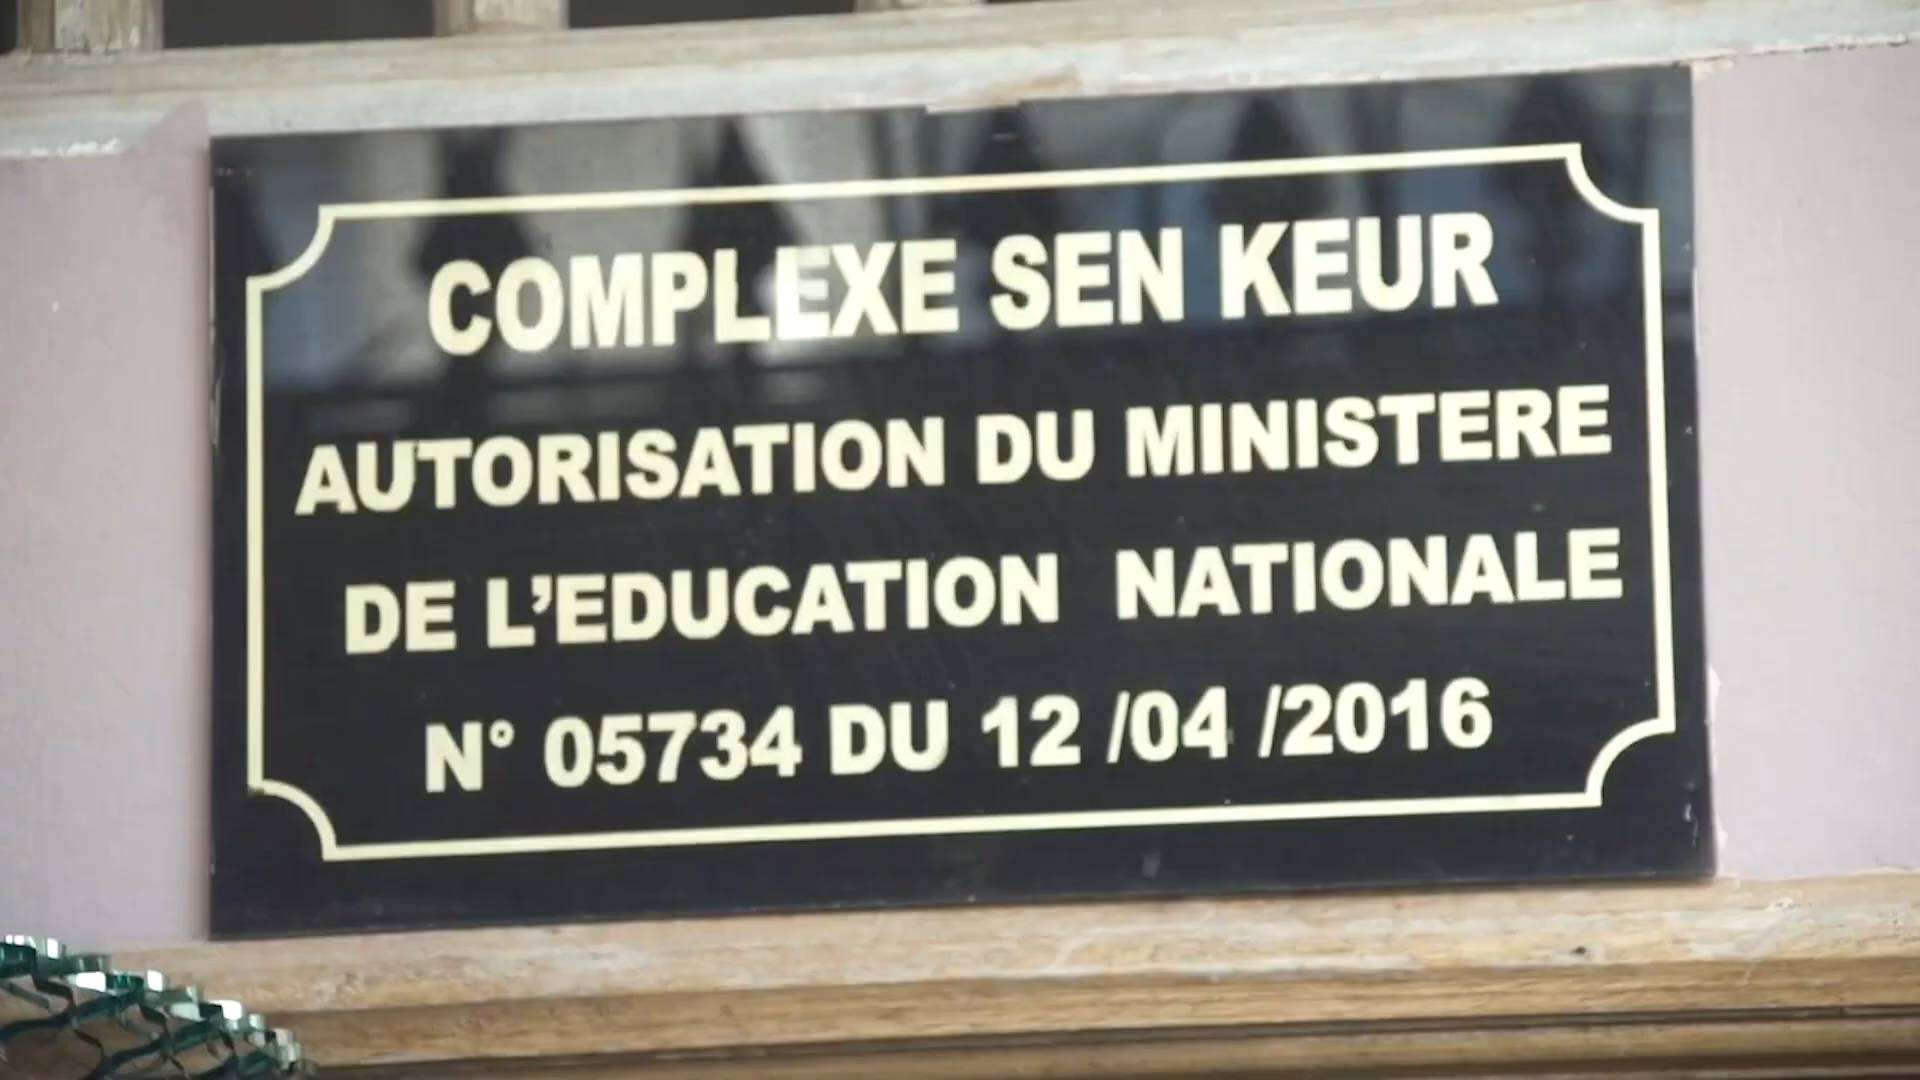 COMPLEXE SEN KEUR
AUTORISATION DU MINISTERE
DE L’EDUCATION NATIONALE
N° 05734 DU 12 /04 /2016